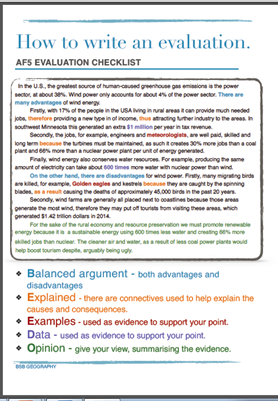 How to write an evaluation.
AF5 EVALUATION CHECKLIST
In the U.S., the greatest source of human-caused greenhouse gas emissions is the power
sector, at about 38%. Wind power only accounts for about 4% of the power sector. There are
many advantages of wind energy.
Firstly, with 17% of the people in the USA living in rural areas it can provide much needed
jobs, therefore providing a new type of in income, thus attracting further industry to the areas. In
southwest Minnesota this generated an extra $1 million per year in tax revenue.
Secondly, the jobs, for example, engineers and meteorologists, are well paid, skilled and
long term because the turbines must be maintained, as such it creates 30% more jobs than a coal
plant and 66% more than a nuclear power plant per unit of energy generated.
Finally, wind energy also conserves water resources. For example, producing the same
amount of electricity can take about 600 times more water with nuclear power than wind.
On the other hand, there are disadvantages for wind power. Firstly, many migrating birds
are killed, for example, Golden eagles and kestrels because they are caught by the spinning
blades, as a result causing the deaths of approximately 45,000 birds in the past 20 years.
Secondly, wind farms are generally all placed next to coastlines because those areas
generate the most wind, therefore they may put off tourists from visiting these areas, which
generated $1.42 trillion dollars in 2014.
For the sake of the rural economy and resource preservation we must promote renewable
energy because it is a sustainable energy using 600 times less water and creating 66% more
skilled jobs than nuclear. The cleaner air and water, as a result of less coal power plants would
help boost tourism despite, arguably being ugly.
❖ Balanced argument - both advantages and
disadvantages
❖ Explained - there are connectives used to help explain the
causes and consequences.
❖ Examples - used as evidence to support your point.
❖ Data - used as evidence to support your point.
❖ Opinion - give your view, summarising the evidence.
BSB GEOGRAPHY